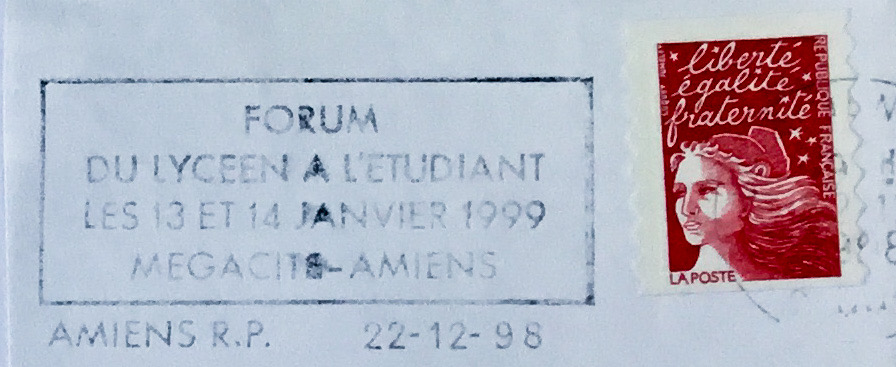 FORUM
DU LYCEEN A L'ETUDIANT
LES 13 ET 14 JANVIER 1999
MEGACITE-AMIENS
AMIENS R.P. 22-12-98
liberté
égalité
fraternité
REPUBLIQUE FRANÇAISE
LA POSTE